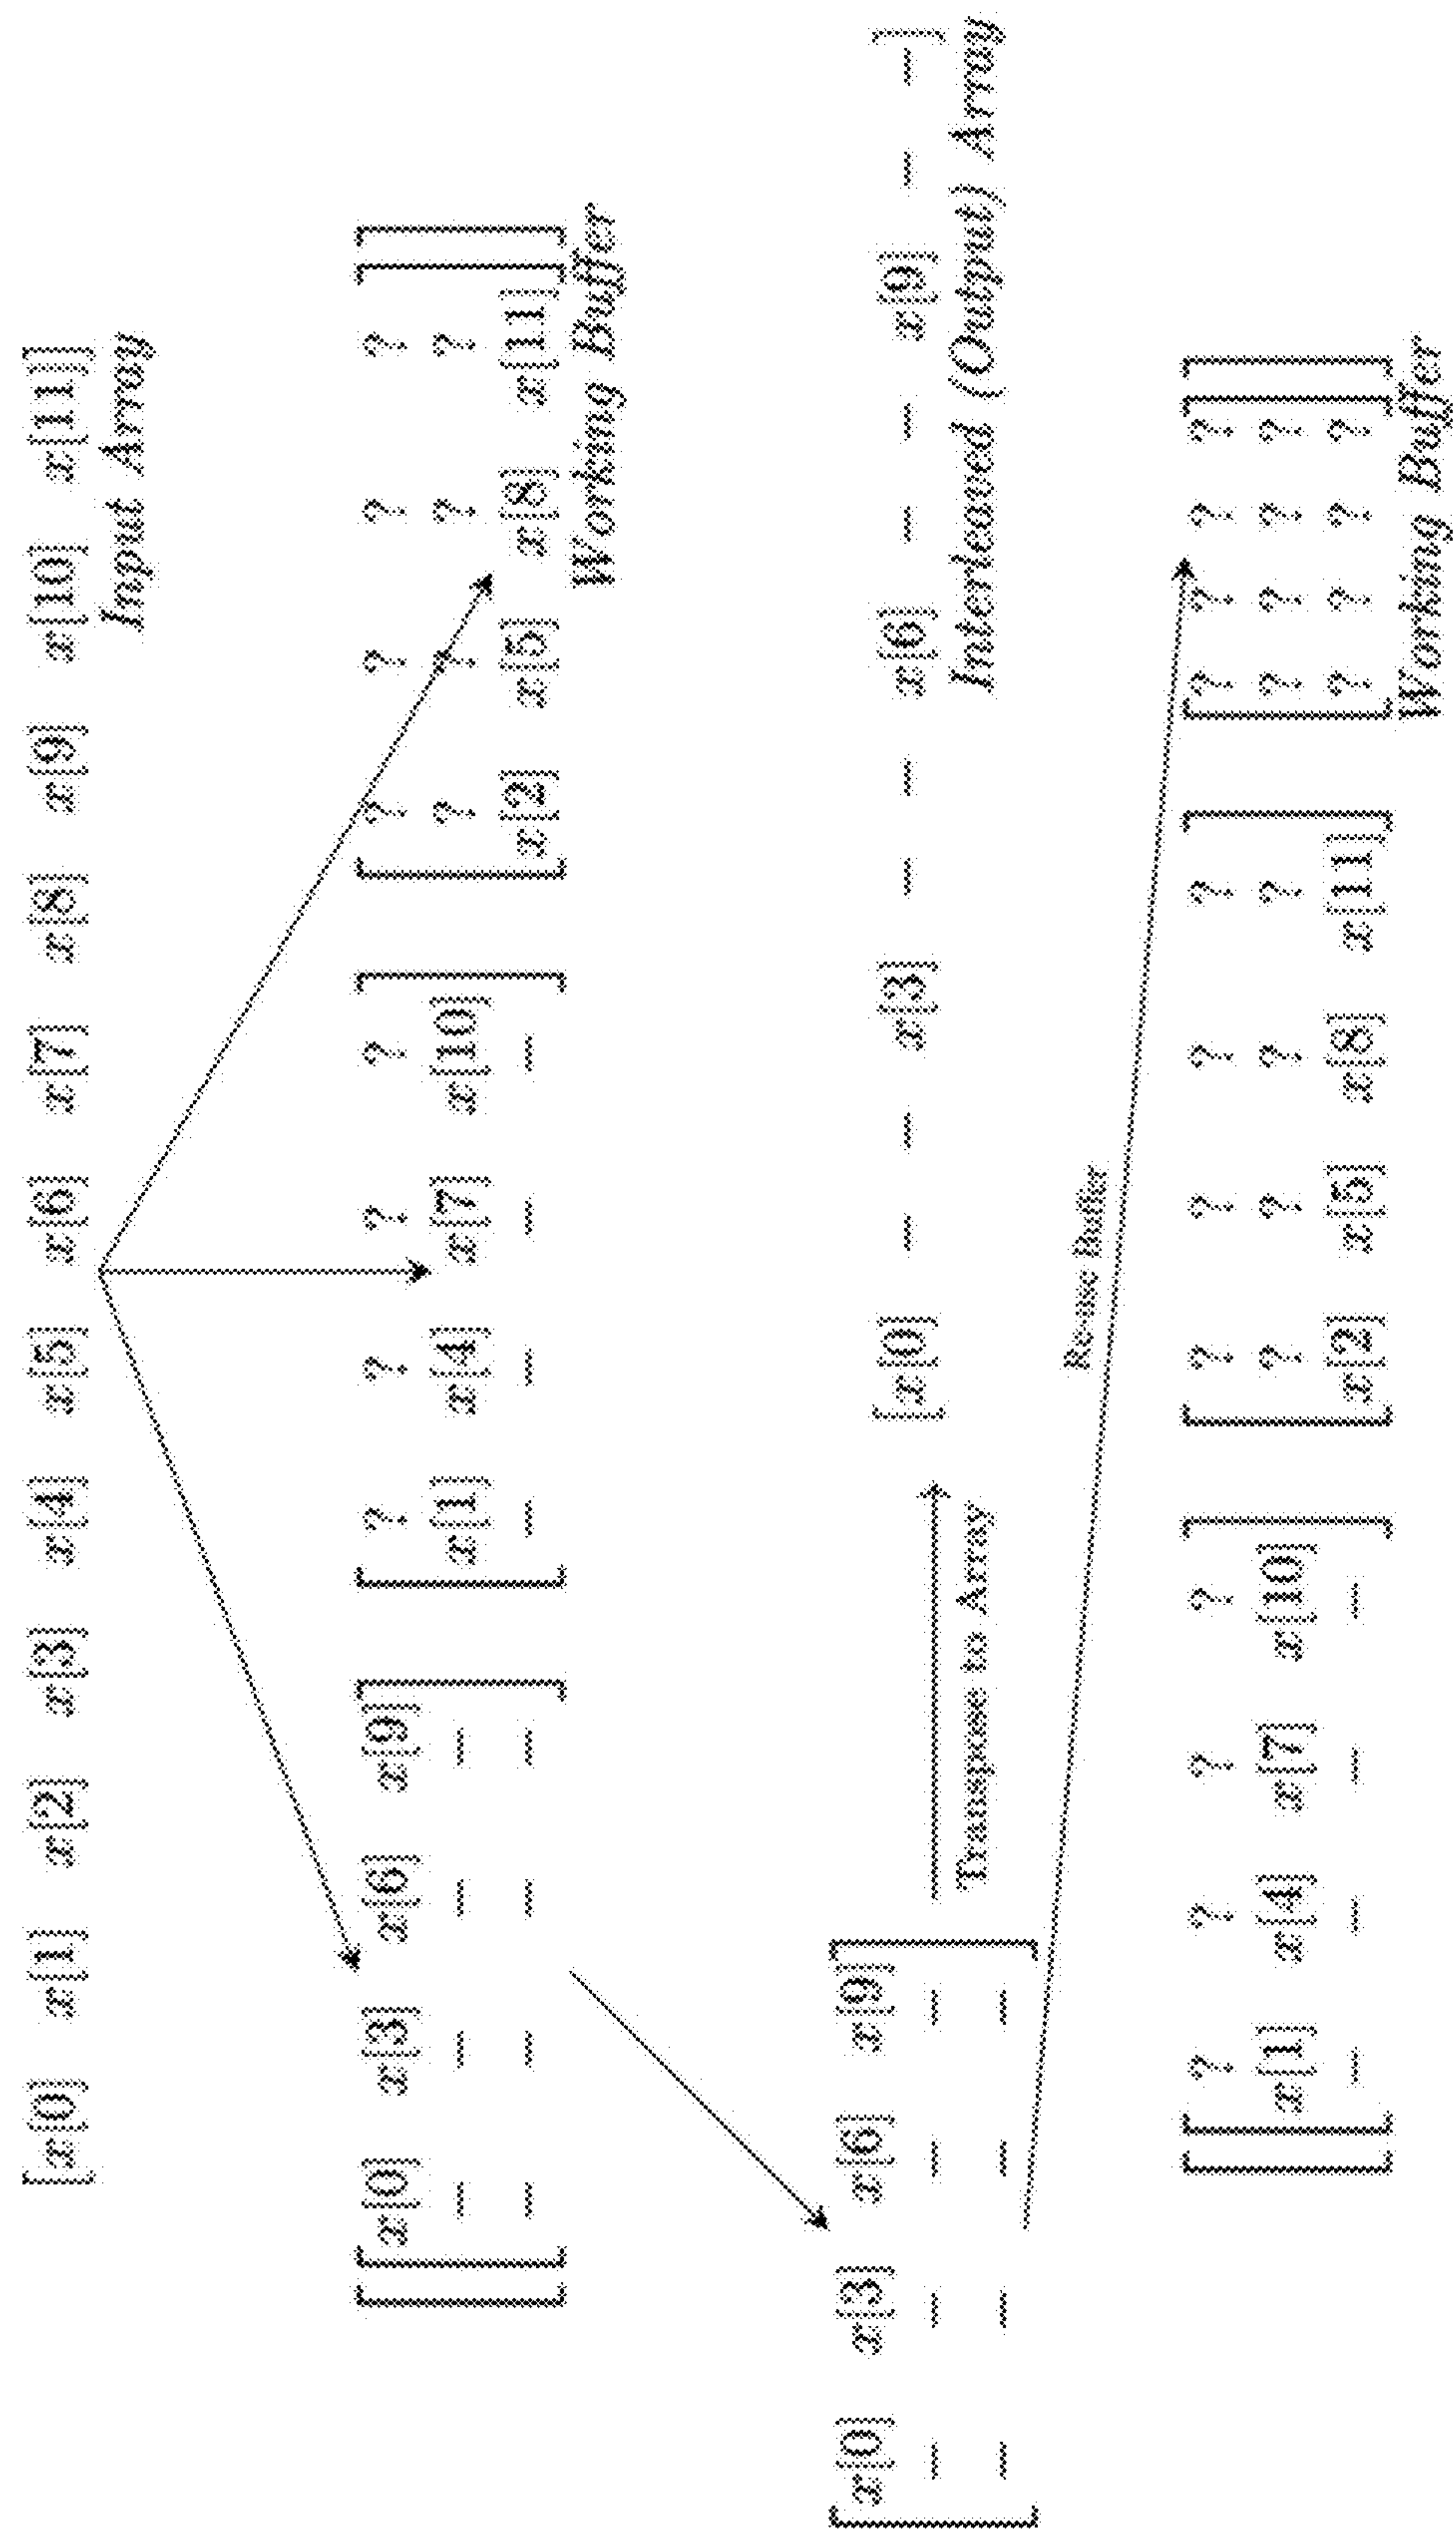 [x[0] x[1] x[2] x[3] x[4] x[5] x[6] x[7] x[8] x[9] x[10] x[11]]
Input Array
[[x[0] x[3] x[6] x[9]] [? ? ? ?] [? ? ? ?]]
– – – – x[1] x[4] x[7] x[10] ? ? ? ?
– – – – – – – – x[2] x[5] x[8] x[11]
Working Buffer
[x[0] x[3] x[6] x[9]]
– – – –
– – – –
Transpose to Array
[x[0] – – x[3] – – x[6] – – x[9] – –]
Interleaved (Output) Array
Re-use Buffer
[[? ? ? ?] [? ? ? ?] [? ? ? ?]]
x[1] x[4] x[7] x[10] ? ? ? ? ? ? ? ?
– – – – x[2] x[5] x[8] x[11] ? ? ? ?
Working Buffer